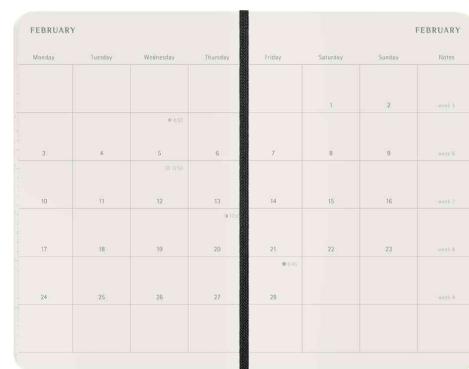 FEBRUARY FEBRUARY
Monday Tuesday Wednesday Thursday Friday Saturday Sunday Notes
1 2 week 5
3 4 5 6 7 8 9 week 6
10 11 12 13 14 15 16 week 7
17 18 19 20 21 22 23 week 8
24 25 26 27 28 week 9